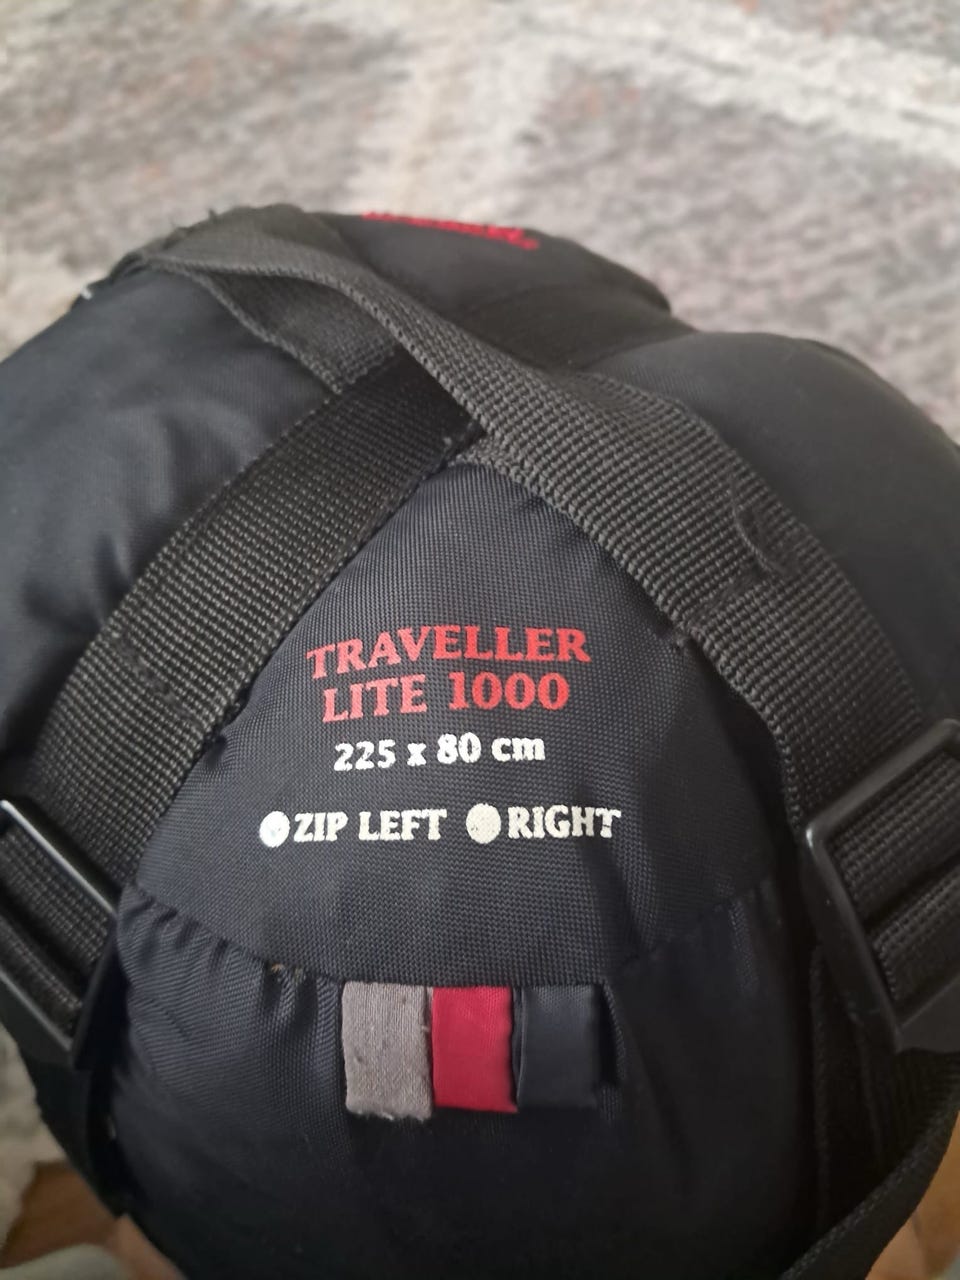 TRAVELLER
LITE 1000
225 x 80 cm
ZIP LEFT RIGHT